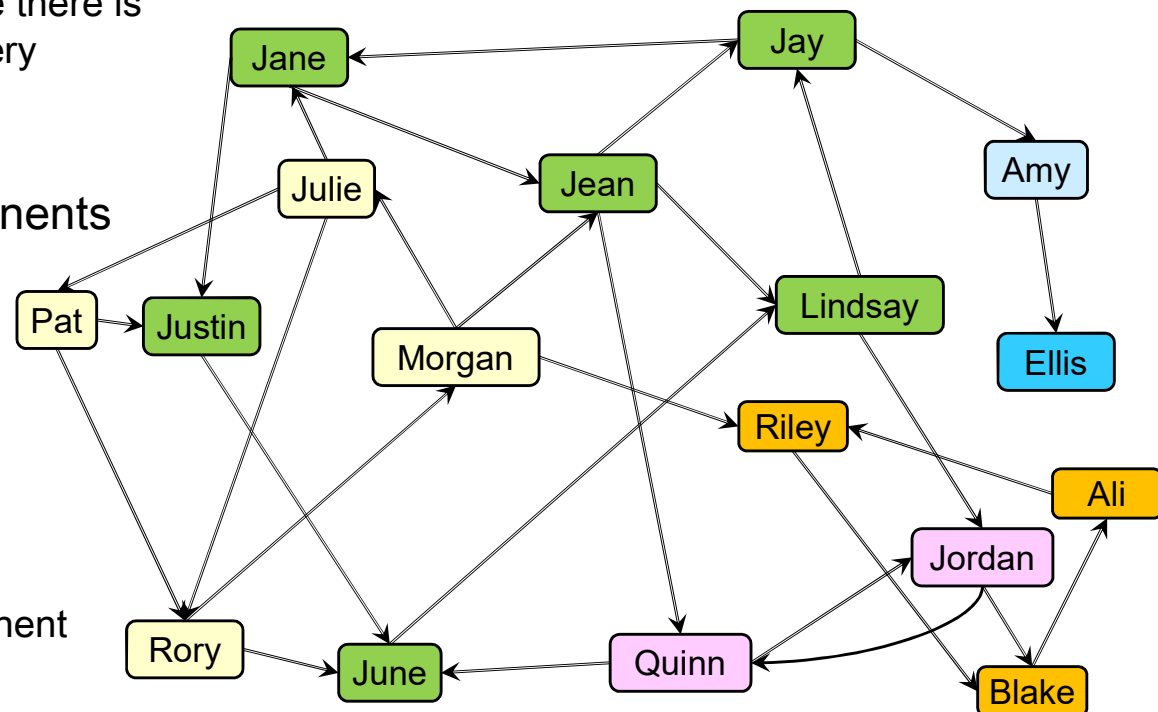 e there is
ery
Jane
Jay
Amy
Julie
Jean
nents
Pat
Justin
Lindsay
Morgan
Ellis
Riley
Ali
Jordan
nent
Rory
June
Quinn
Blake